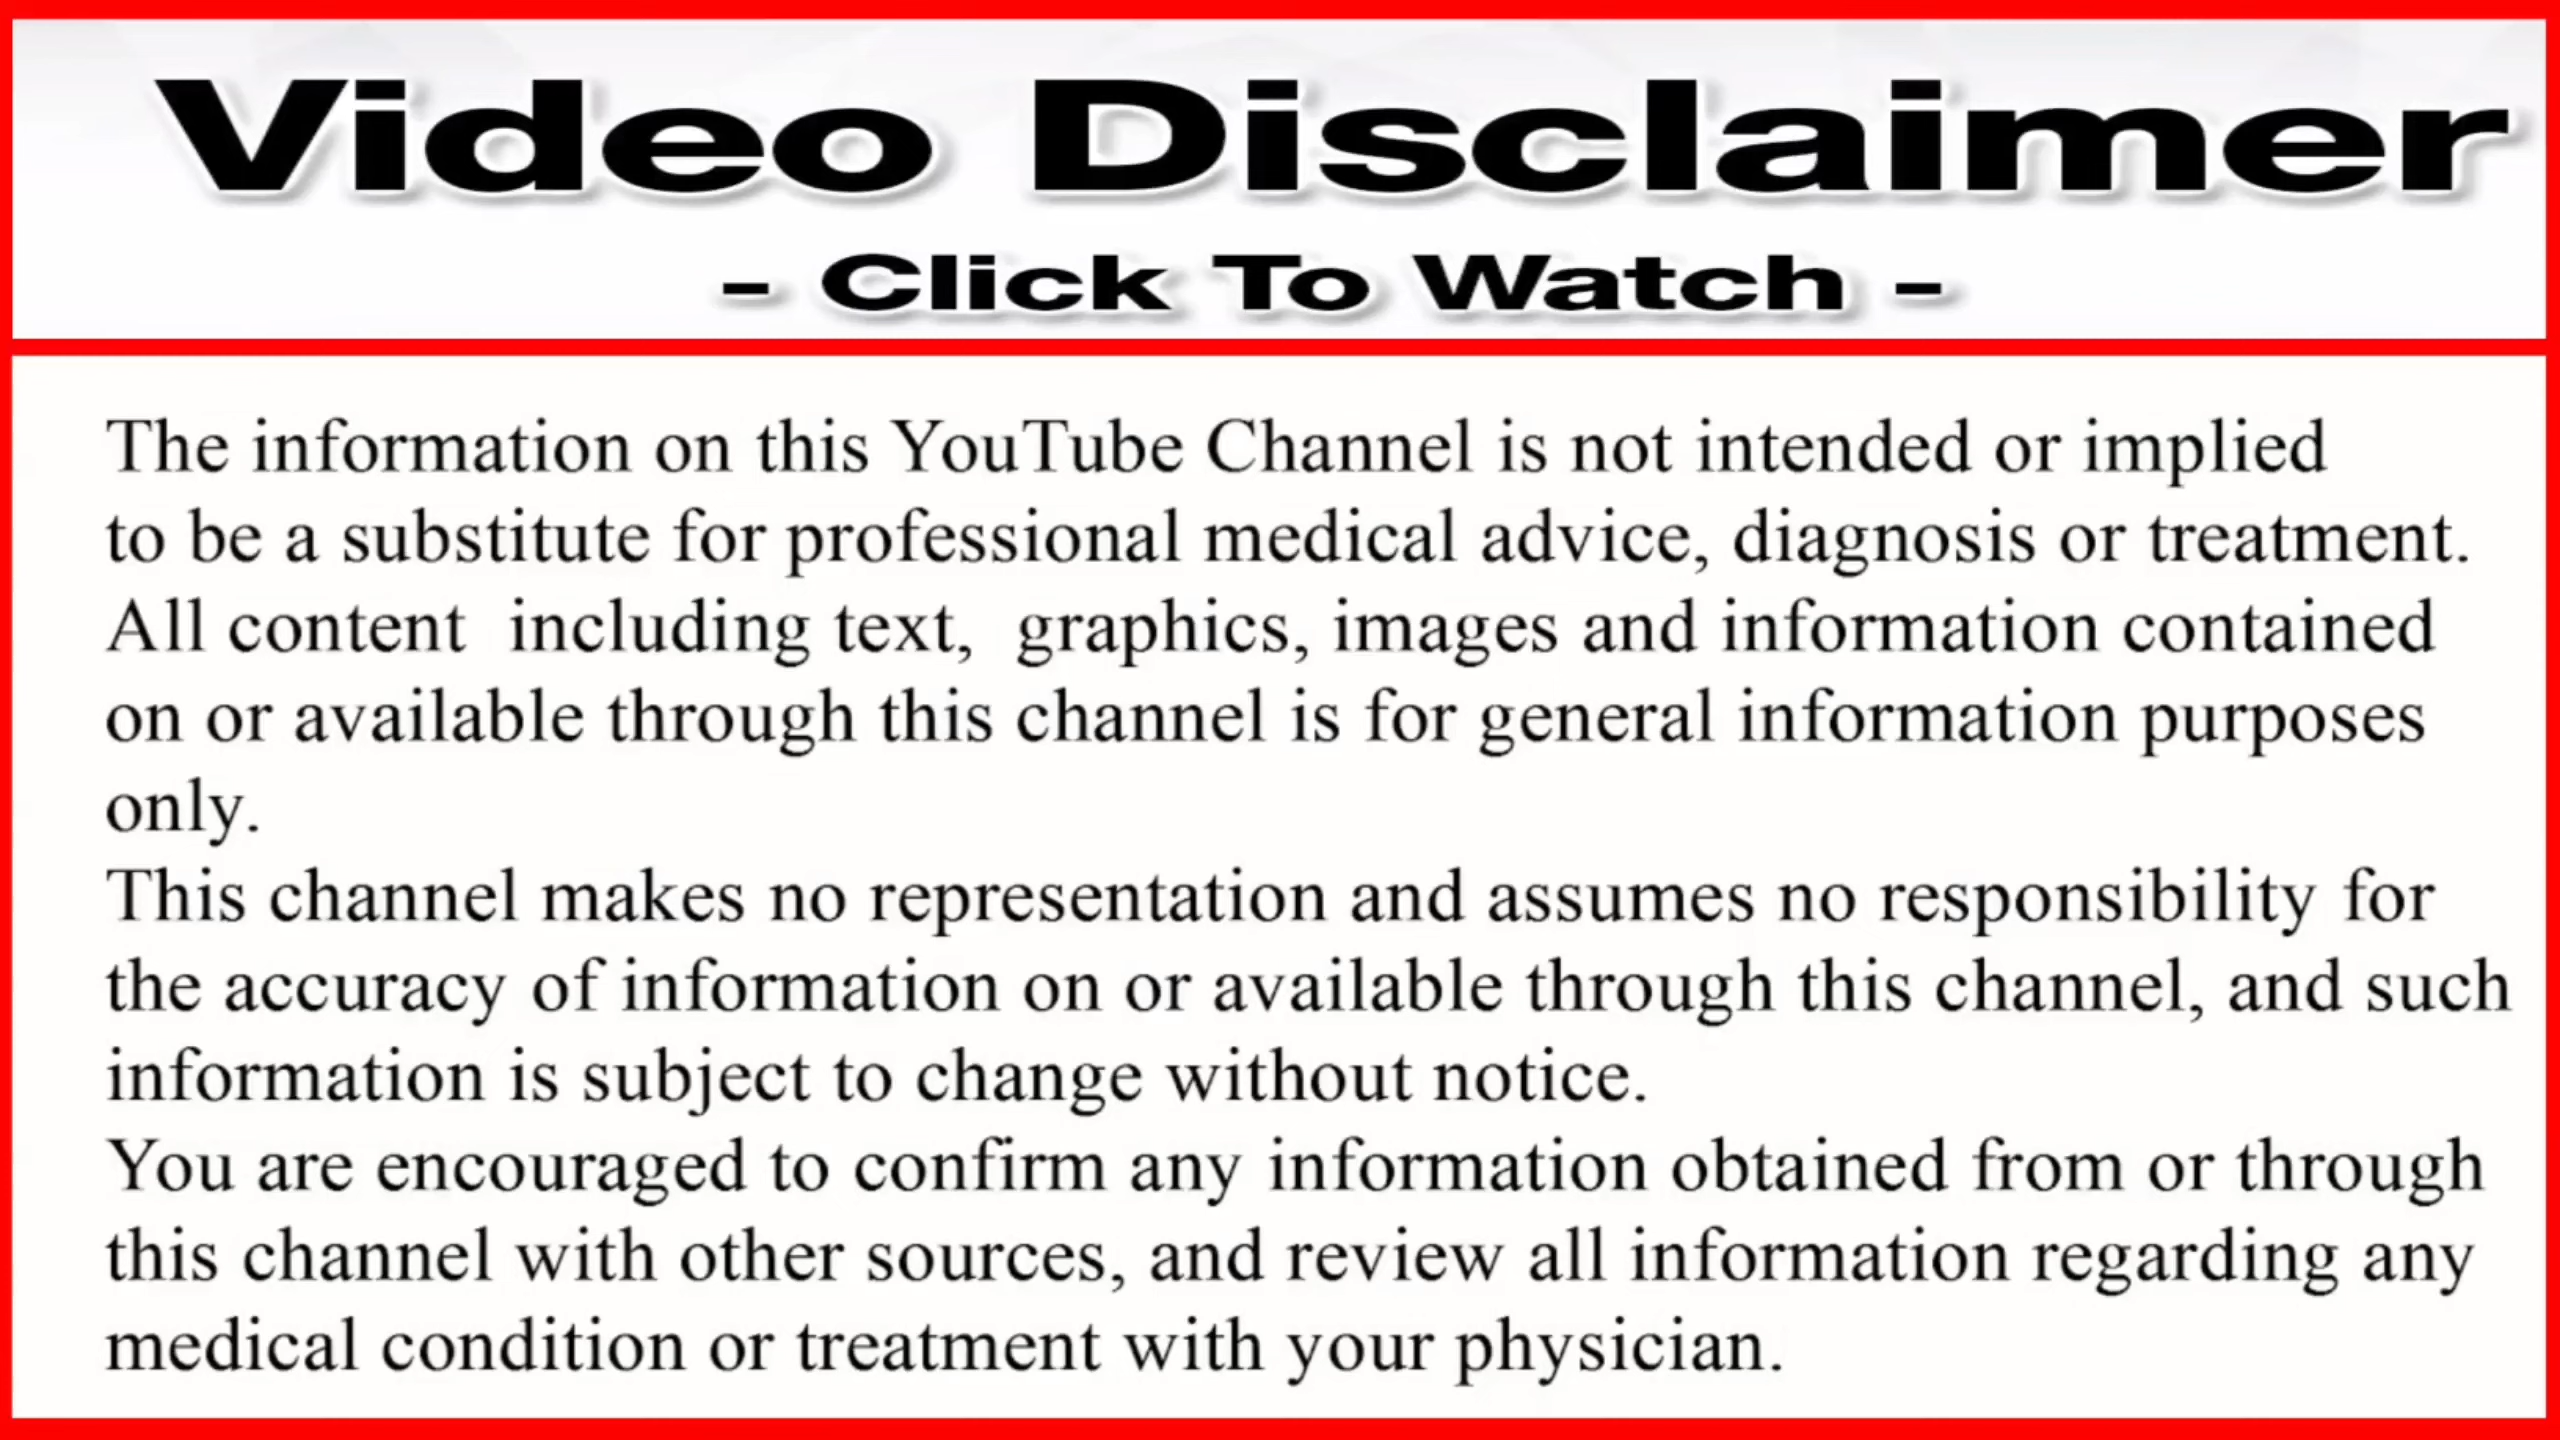 Video Disclaimer
- Click To Watch -
The information on this YouTube Channel is not intended or implied
to be a substitute for professional medical advice, diagnosis or treatment.
All content  including text,  graphics, images and information contained
on or available through this channel is for general information purposes
only.
This channel makes no representation and assumes no responsibility for
the accuracy of information on or available through this channel, and such
information is subject to change without notice.
You are encouraged to confirm any information obtained from or through
this channel with other sources, and review all information regarding any
medical condition or treatment with your physician.